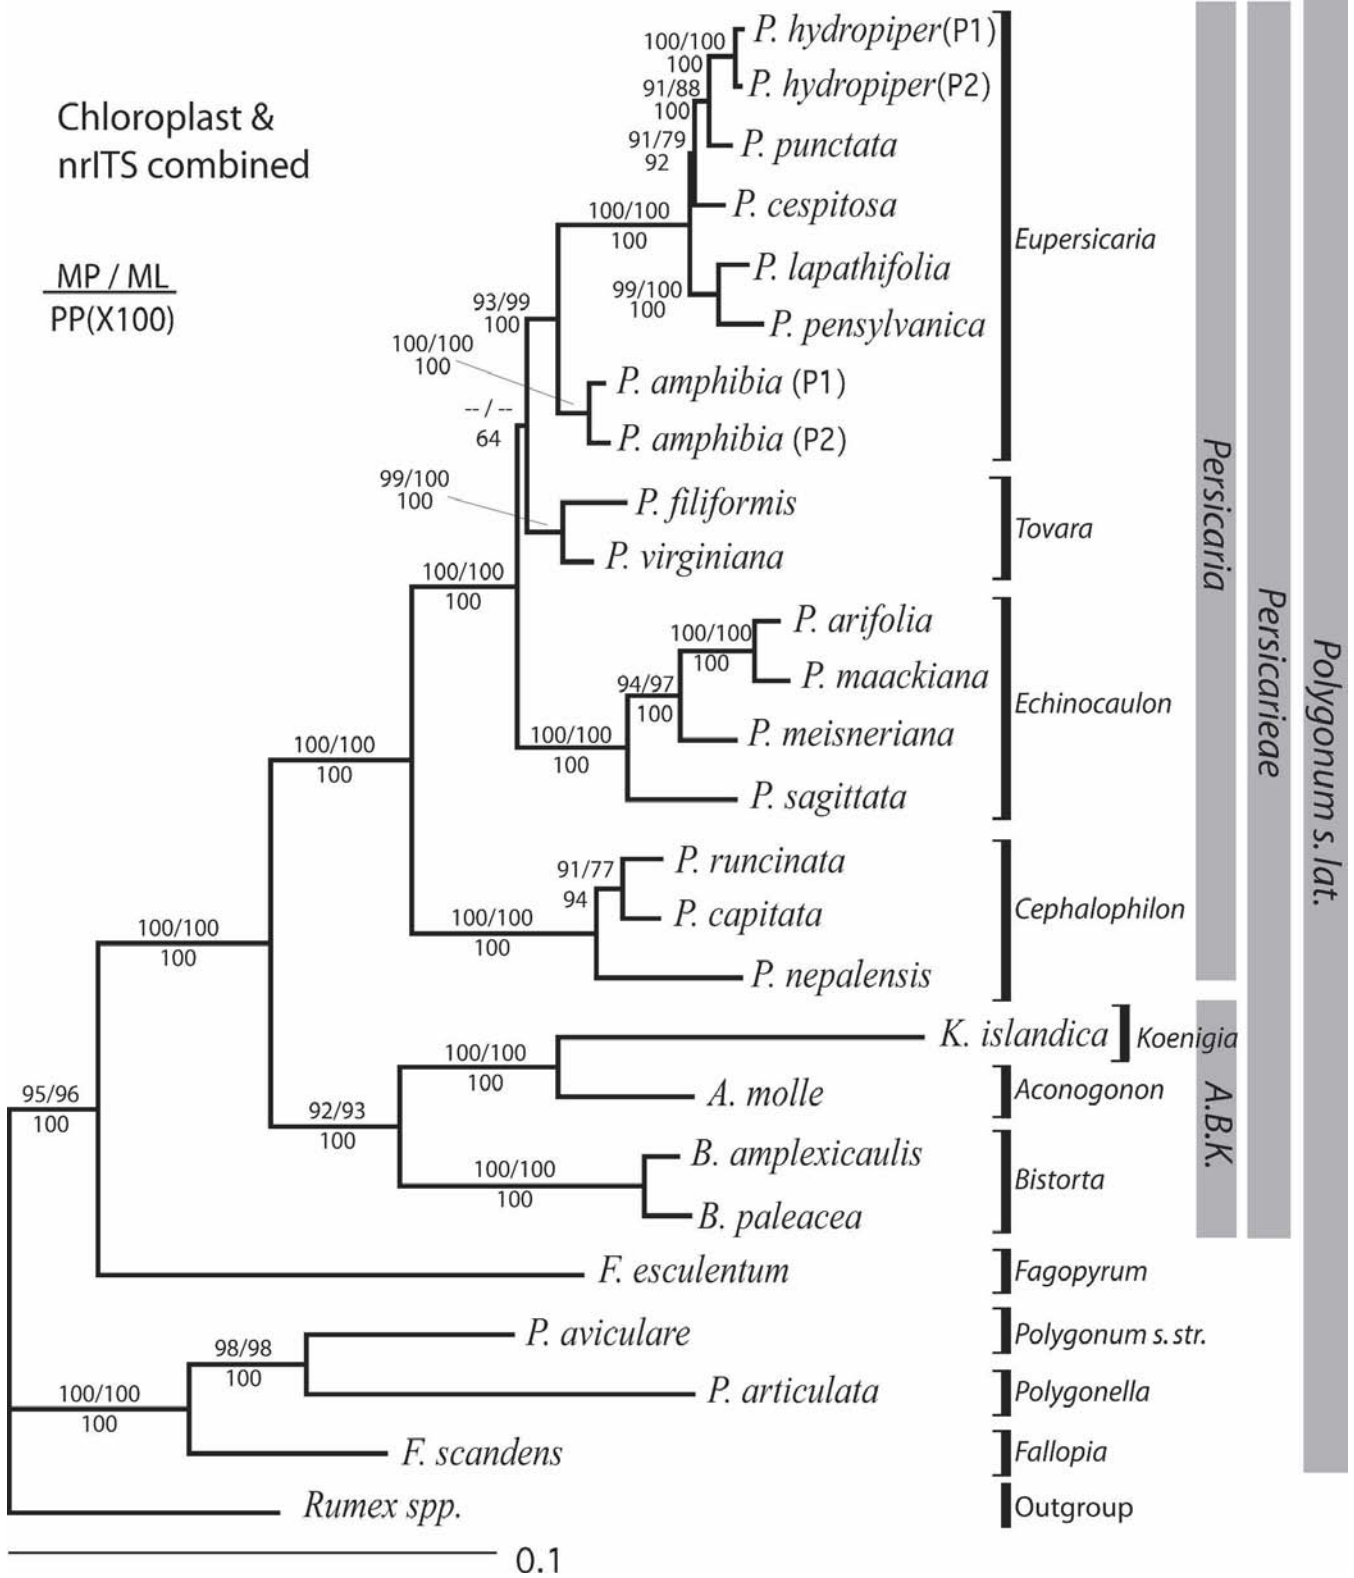 Chloroplast &
nrITS combined
MP / ML
PP(X100)
100/100
100
P. hydropiper(P1)
P. hydropiper(P2)
91/88
100
P. punctata
91/79
92
P. cespitosa
100/100
100
P. lapathifolia
99/100
100
P. pensylvanica
93/99
100
100/100
100
P. amphibia (P1)
P. amphibia (P2)
-- / --
64
99/100
100
P. filiformis
P. virginiana
100/100
100
P. arifolia
100/100
100
P. maackiana
94/97
100
P. meisneriana
100/100
100
P. sagittata
100/100
100
P. runcinata
91/77
94
P. capitata
100/100
100
P. nepalensis
100/100
100
K. islandica
100/100
100
A. molle
95/96
100
92/93
100
B. amplexicaulis
100/100
100
B. paleacea
F. esculentum
P. aviculare
98/98
100
P. articulata
100/100
100
F. scandens
Rumex spp.
0.1
Eupersicaria
Tovara
Echinocaulon
Cephalophilon
Koenigia
Aconogonon
Bistorta
Fagopyrum
Polygonum s. str.
Polygonella
Fallopia
Outgroup
Persicaria
A.B.K.
Persicarieae
Polygonum s. lat.